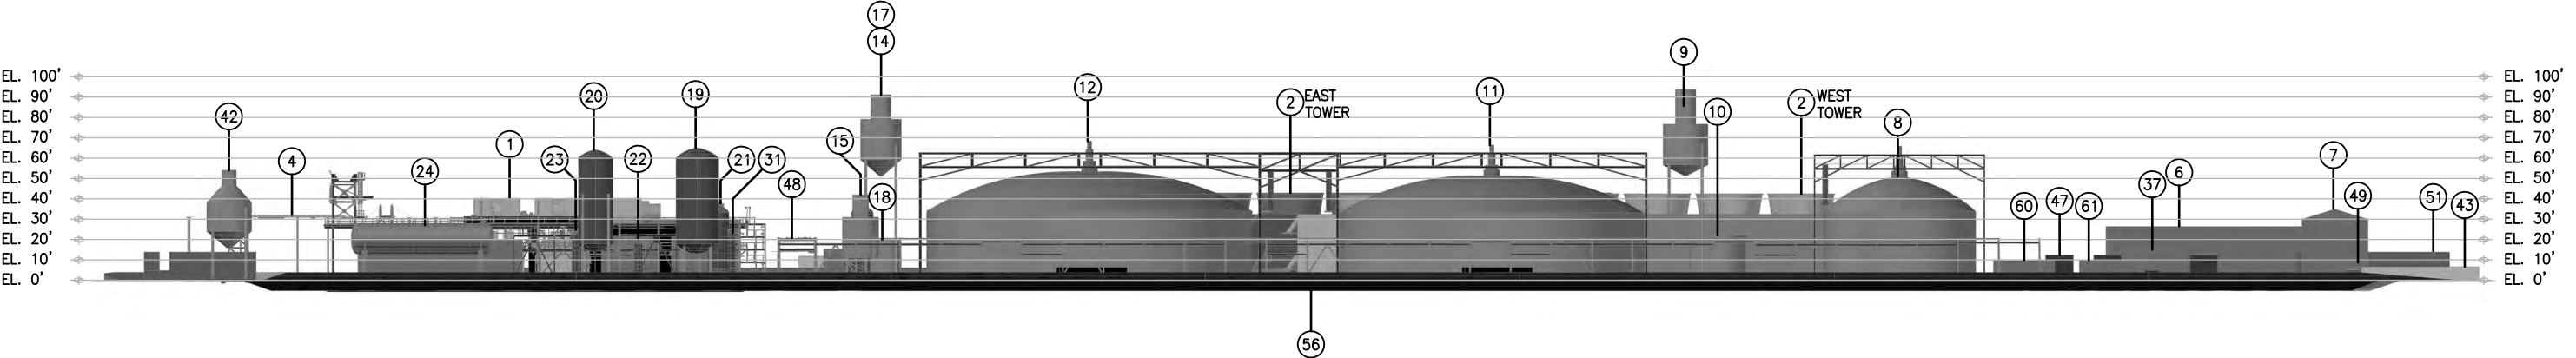 17
14
9
EL. 100' EL. 100'
EL. 90' 20 19 12 2 EAST TOWER 11 2 WEST TOWER EL. 90'
EL. 80' 42 10 8 EL. 80'
EL. 70' 1 15 7 EL. 70'
EL. 60' 4 23 22 21 31 EL. 60'
EL. 50' 24 48 37 6 EL. 50'
EL. 40' 18 60 47 61 49 51 43 EL. 40'
EL. 30' EL. 30'
EL. 20' EL. 20'
EL. 10' EL. 10'
EL. 0' EL. 0'
56